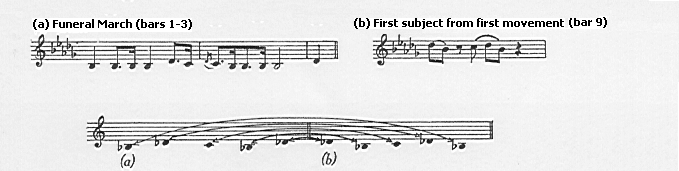 (a) Funeral March (bars 1-3)
(b) First subject from first movement (bar 9)
(a)
(b)